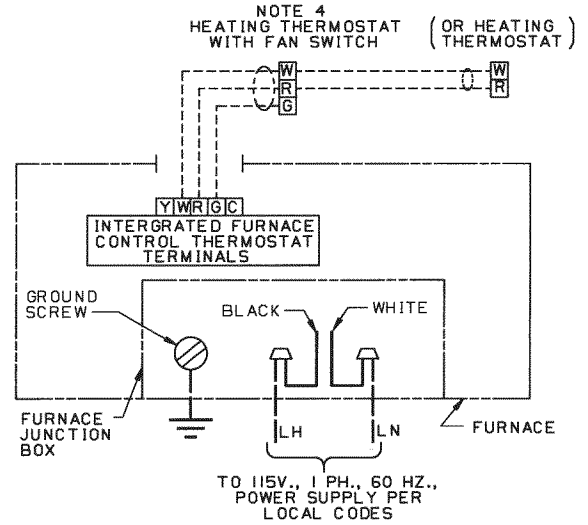 NOTE 4
HEATING THERMOSTAT
WITH FAN SWITCH
(OR HEATING
THERMOSTAT)
W
R
G
W
R
Y W R G C
INTERGRATED FURNACE
CONTROL THERMOSTAT
TERMINALS
GROUND
SCREW
BLACK
WHITE
FURNACE
JUNCTION
BOX
LH
LN
FURNACE
TO 115V., 1 PH., 60 HZ.,
POWER SUPPLY PER
LOCAL CODES